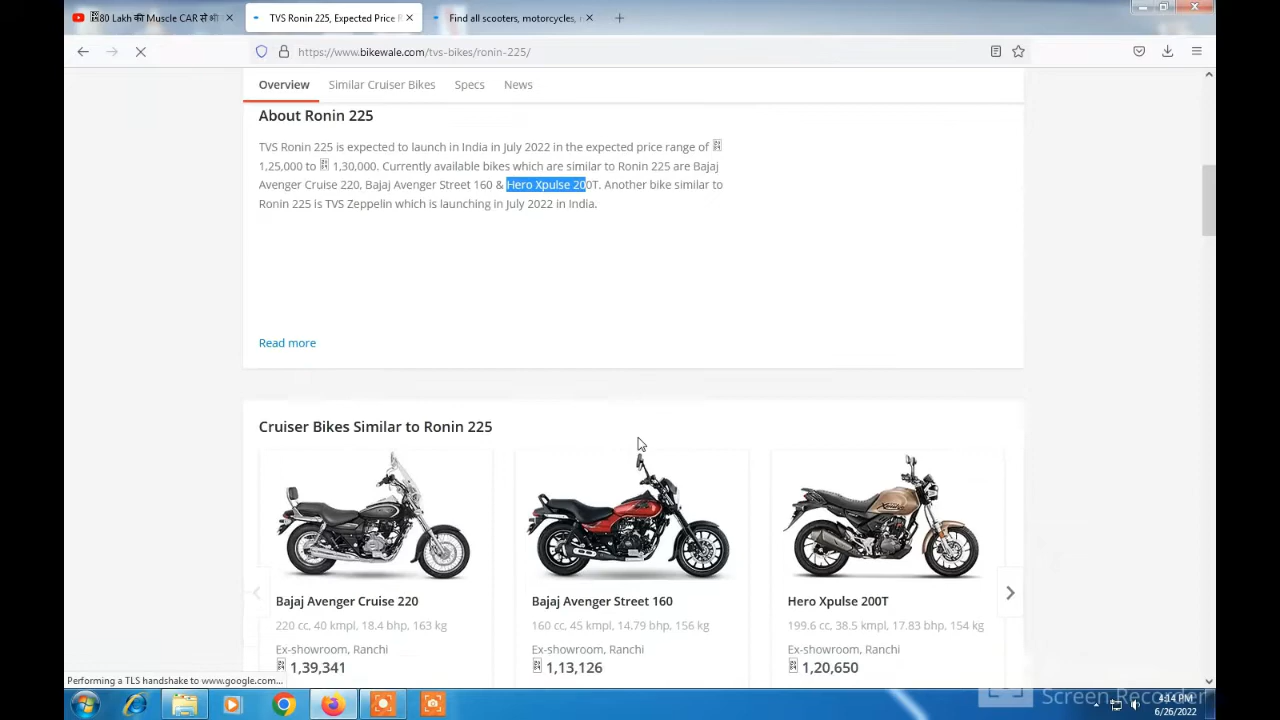 80 Lakh की Muscle CAR से ओ
TVS Ronin 225, Expected Price R
Find all scooters, motorcycles,
https://www.bikewale.com/tvs-bikes/ronin-225/
Overview Similar Cruiser Bikes Specs News
About Ronin 225
TVS Ronin 225 is expected to launch in India in July 2022 in the expected price range of
1,25,000 to 1,30,000. Currently available bikes which are similar to Ronin 225 are Bajaj
Avenger Cruise 220, Bajaj Avenger Street 160 & Hero Xpulse 200T. Another bike similar to
Ronin 225 is TVS Zeppelin which is launching in July 2022 in India.
Read more
Cruiser Bikes Similar to Ronin 225
Bajaj Avenger Cruise 220
220 cc, 40 kmpl, 18.4 bhp, 163 kg
Ex-showroom, Ranchi
1,39,341
Bajaj Avenger Street 160
160 cc, 45 kmpl, 14.79 bhp, 156 kg
Ex-showroom, Ranchi
1,13,126
Hero Xpulse 200T
199.6 cc, 38.5 kmpl, 17.83 bhp, 154 kg
Ex-showroom, Ranchi
1,20,650
Performing a TLS handshake to www.google.com...
Screen Recorder
4:14 PM
6/26/2022